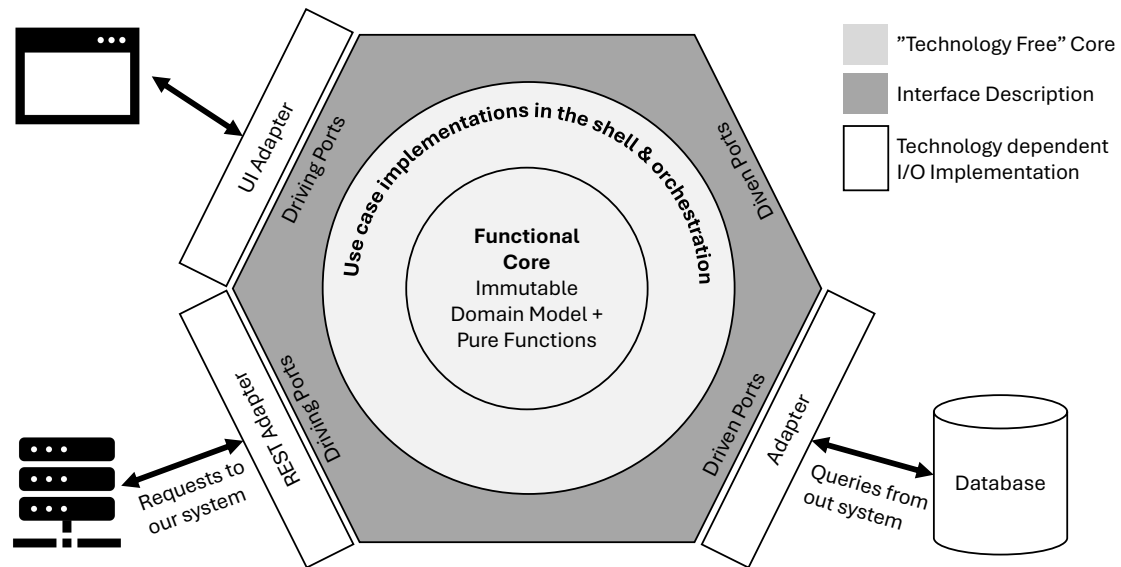 ”Technology Free” Core
Interface Description
Technology dependent
I/O Implementation
UI Adapter
Driving Ports
Use case implementations in the shell & orchestration
Diven Ports
Functional
Core
Immutable
Domain Model +
Pure Functions
REST Adapter
Driving Ports
Driven Ports
Adapter
Requests to
our system
Queries from
out system
Database